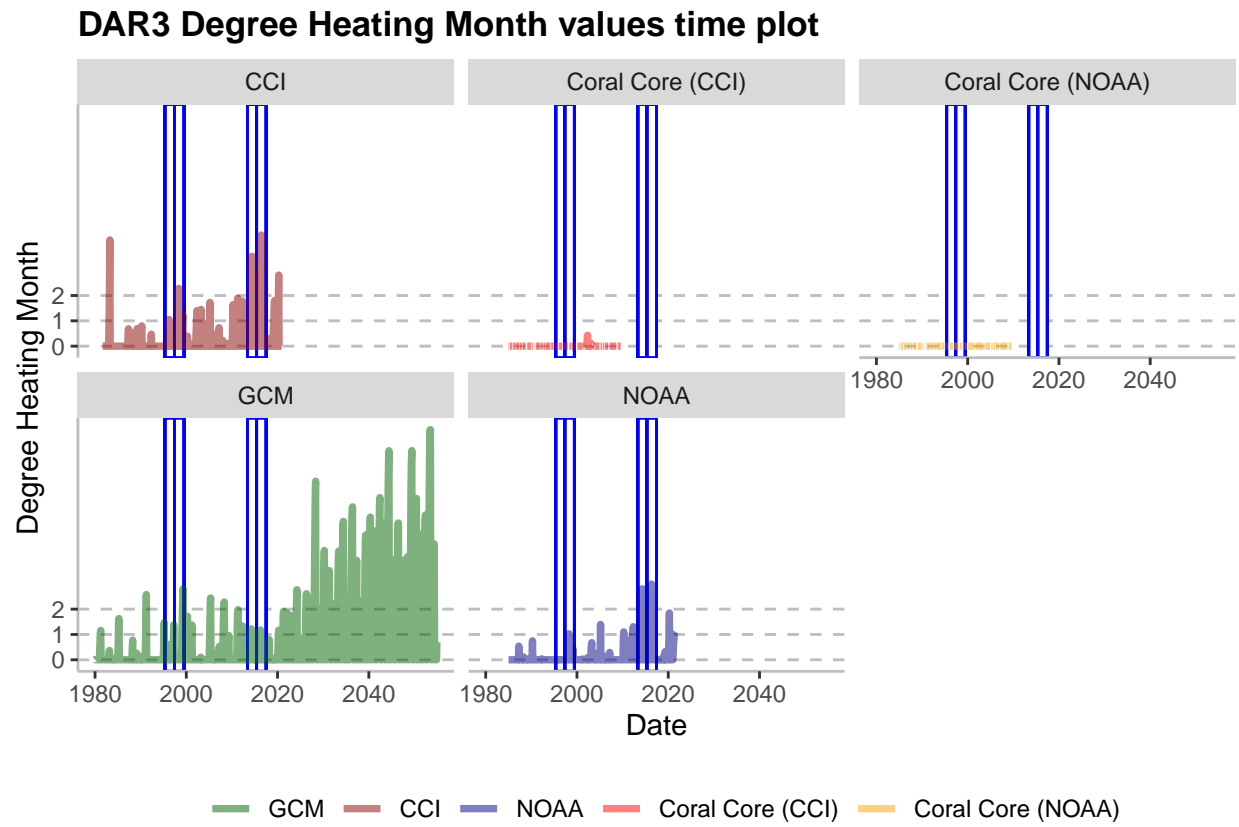 DAR3 Degree Heating Month values time plot
CCI
Coral Core (CCI)
Coral Core (NOAA)
2
1
0
1980 2000 2020 2040
GCM
NOAA
Degree Heating Month
2
1
0
1980 2000 2020 2040
1980 2000 2020 2040
Date
GCM CCI NOAA Coral Core (CCI) Coral Core (NOAA)